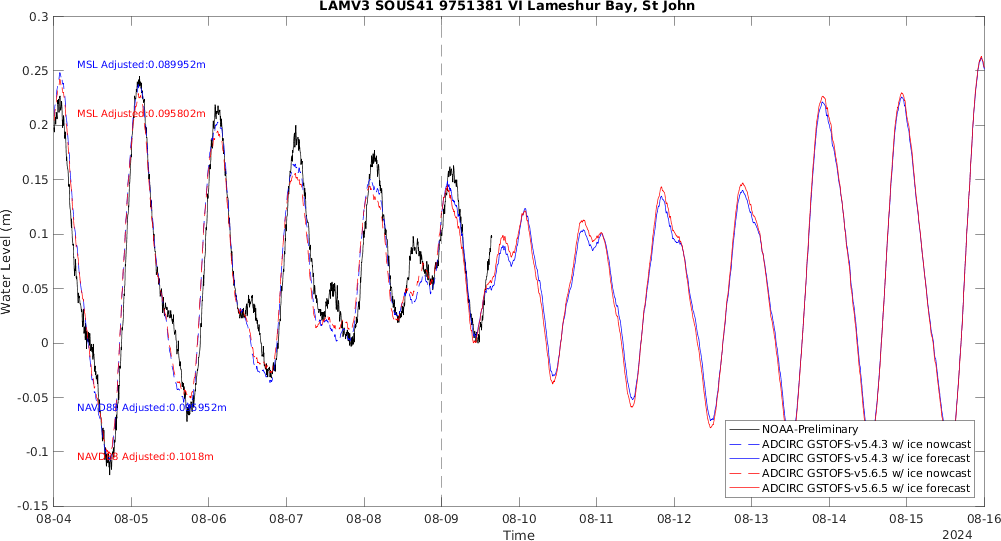 LAMV3 SOUS41 9751381 VI Lameshur Bay, St John
0.3
0.25
0.2
0.15
0.1
0.05
0
-0.05
-0.1
-0.15
Water Level (m)
MSL Adjusted:0.089952m
MSL Adjusted:0.095802m
NAVD88 Adjusted:0.095952m
NAVD88 Adjusted:0.1018m
NOAA-Preliminary
ADCIRC GSTOFS-v5.4.3 w/ ice nowcast
ADCIRC GSTOFS-v5.4.3 w/ ice forecast
ADCIRC GSTOFS-v5.6.5 w/ ice nowcast
ADCIRC GSTOFS-v5.6.5 w/ ice forecast
08-04 08-05 08-06 08-07 08-08 08-09 08-10 08-11 08-12 08-13 08-14 08-15 08-16
Time
2024